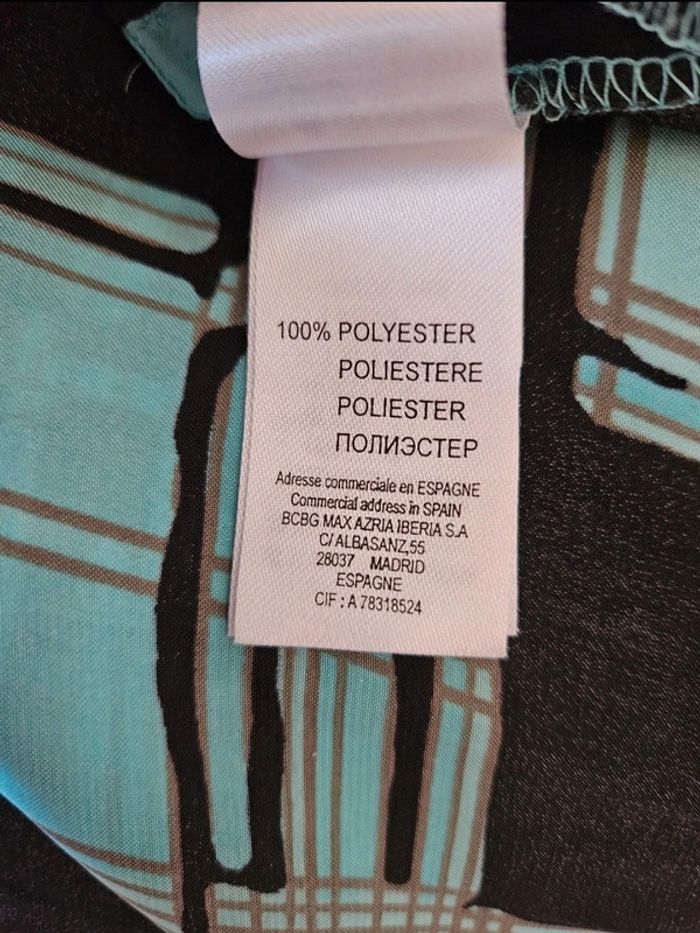 100% POLYESTER
POLIESTERE
POLIESTER
ПОЛИЭСТЕР
Adresse commerciale en ESPAGNE
Commercial address in SPAIN
BCBG MAX AZRIA IBERIA S.A
C/ ALBASANZ,55
28037 MADRID
ESPAGNE
CIF : A 78318524